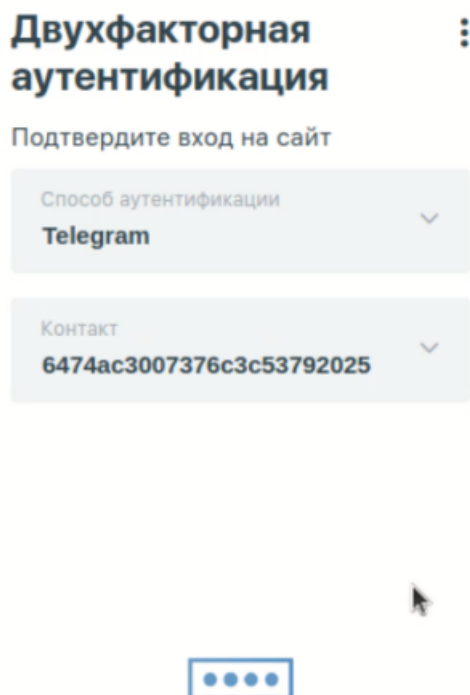 Двухфакторная
аутентификация
Подтвердите вход на сайт
Способ аутентификации
Telegram
Контакт
6474ac3007376c3c53792025